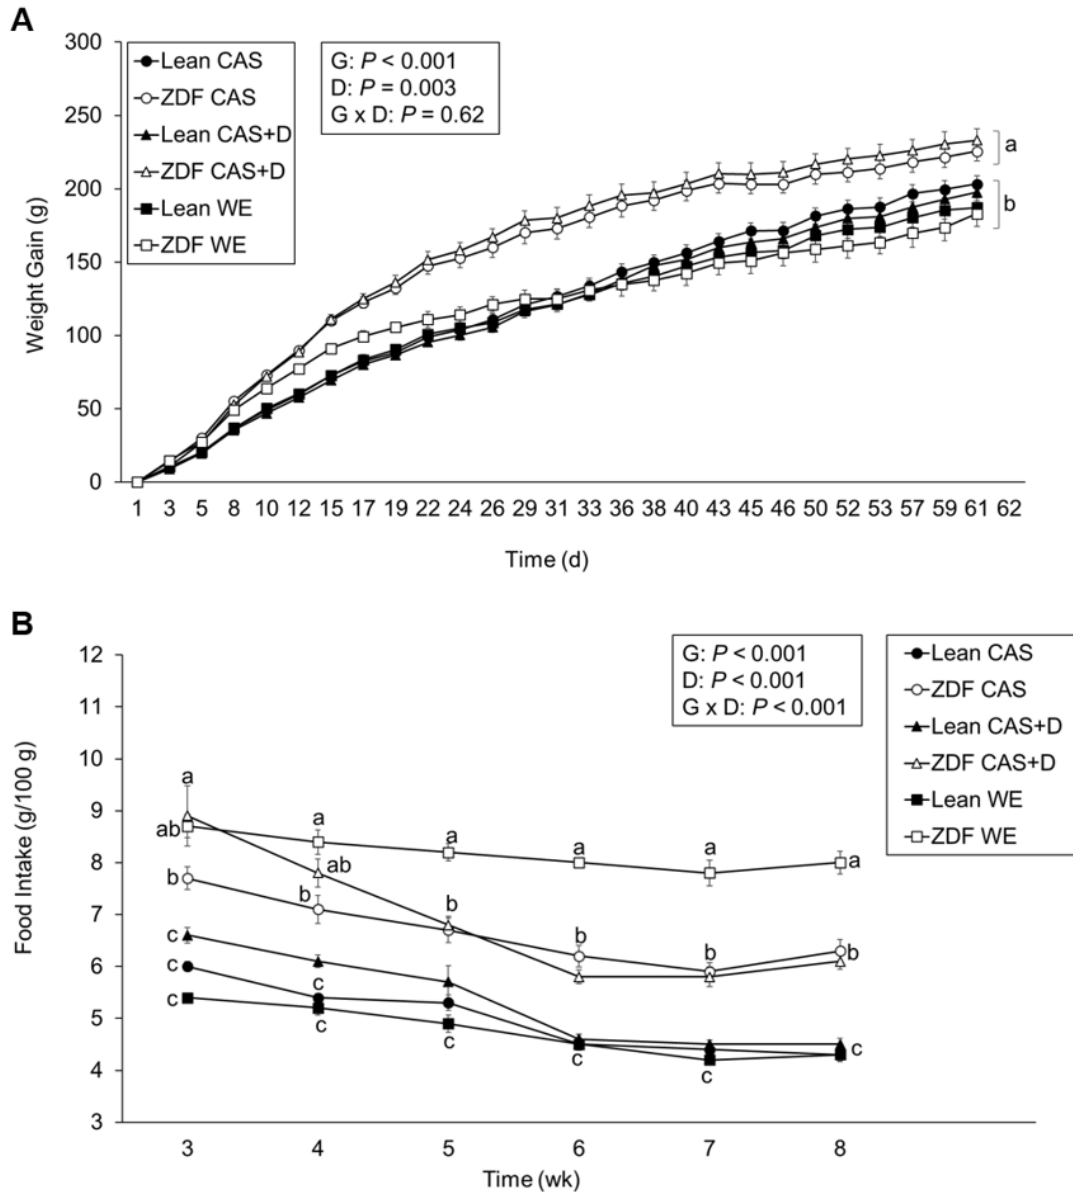 A
300
250
200
150
100
50
0
Weight Gain (g)
Lean CAS
ZDF CAS
Lean CAS+D
ZDF CAS+D
Lean WE
ZDF WE
G: P < 0.001
D: P = 0.003
G x D: P = 0.62
a
b
1 3 5 8 10 12 15 17 19 22 24 26 29 31 33 36 38 40 43 45 46 50 52 53 57 59 61 62
Time (d)
B
12
11
10
9
8
7
6
5
4
3
Food Intake (g/100 g)
G: P < 0.001
D: P < 0.001
G x D: P < 0.001
Lean CAS
ZDF CAS
Lean CAS+D
ZDF CAS+D
Lean WE
ZDF WE
a
ab
b
c
c
c
a
ab
b
c
c
a
b
c
a
b
c
a
b
c
a
b
c
3 4 5 6 7 8
Time (wk)